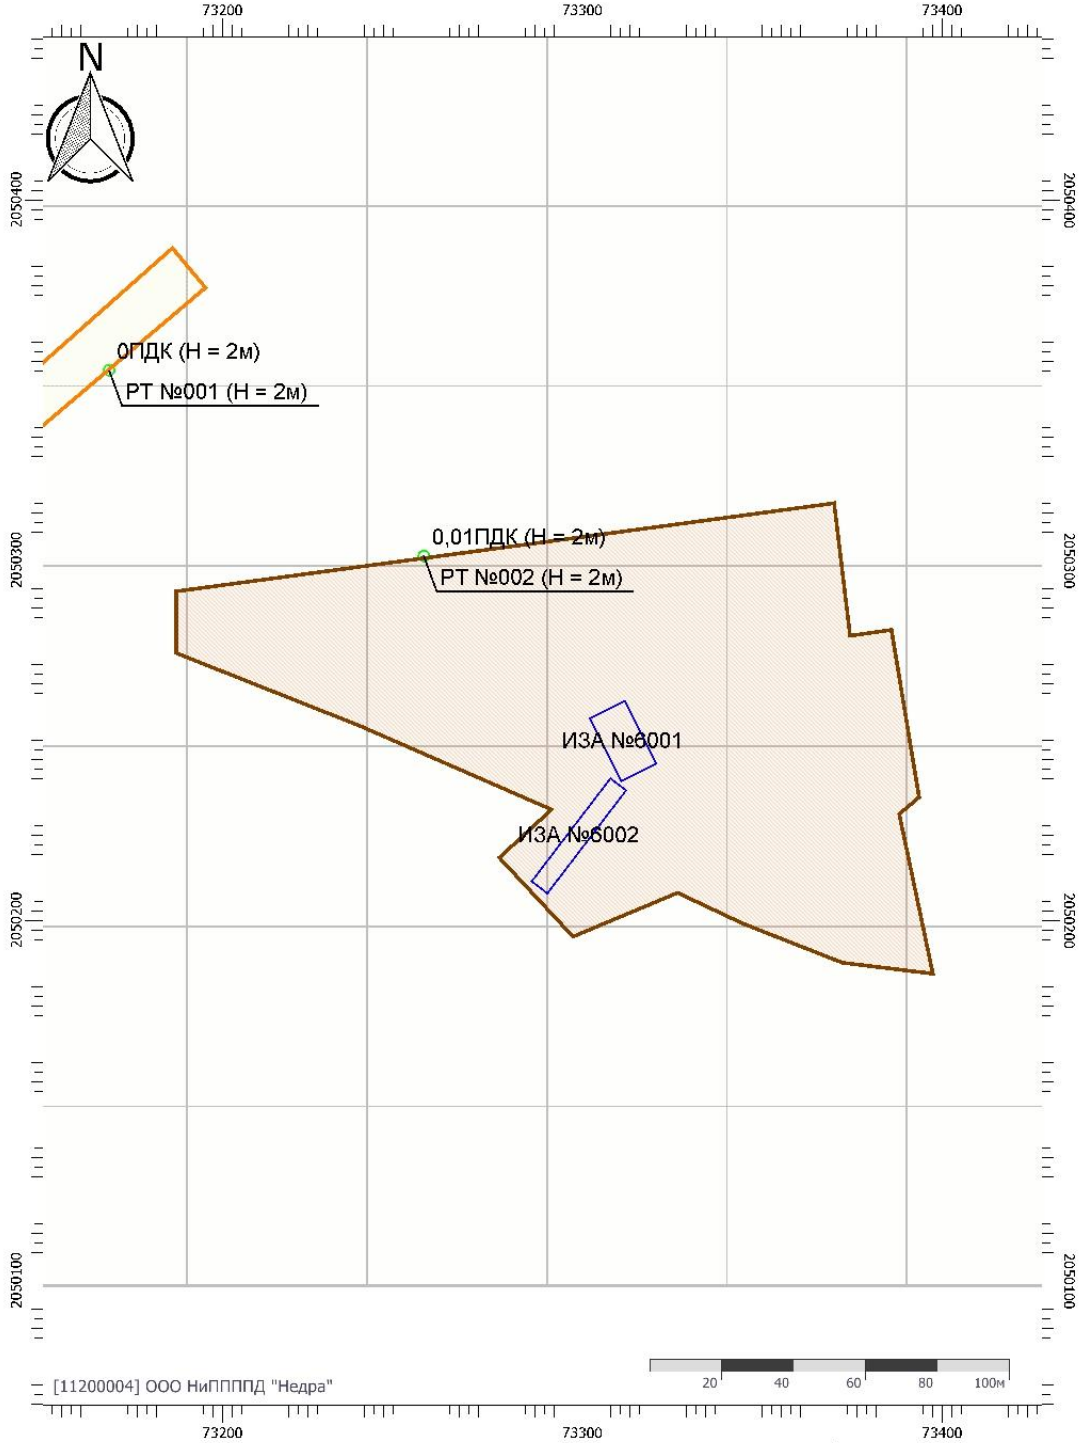 73200 73300 73400
N
2050400 2050400
0ПДК (Н = 2м)
РТ №001 (Н = 2м)
0,01ПДК (Н = 2м)
РТ №002 (Н = 2м)
2050300 2050300
ИЗА №6001
ИЗА №6002
2050200 2050200
2050100 2050100
[11200004] ООО НиППППД "Недра"
20 40 60 80 100м
73200 73300 73400